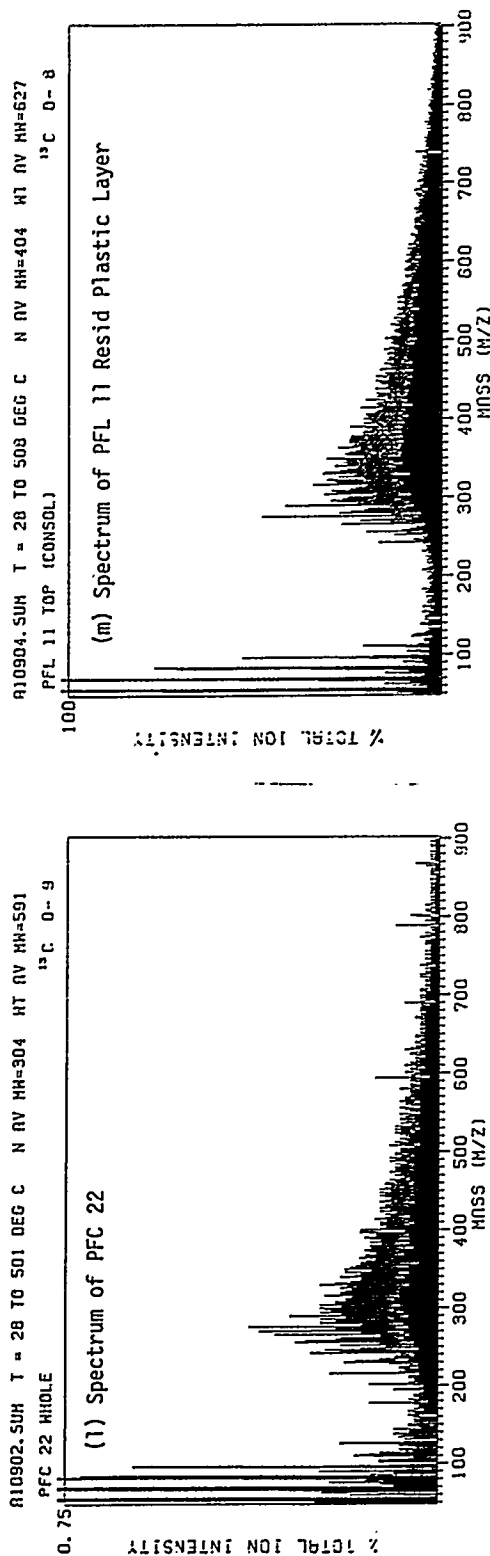 A10902.SUM T = 28 TO 501 DEG C N AV MW=304 WT AV MW=591
PFC 22 WHOLE
¹³C 0- 9
0.75
(l) Spectrum of PFC 22
% TOTAL ION INTENSITY
100 200 300 400 500 600 700 800 900
MASS (M/Z)
A10904.SUM T = 28 TO 508 DEG C N AV MW=404 WT AV MW=627
PFL 11 TOP (CONSOL)
¹³C 0- 8
100
(m) Spectrum of PFL 11 Resid Plastic Layer
% TOTAL ION INTENSITY
100 200 300 400 500 600 700 800 900
MASS (M/Z)